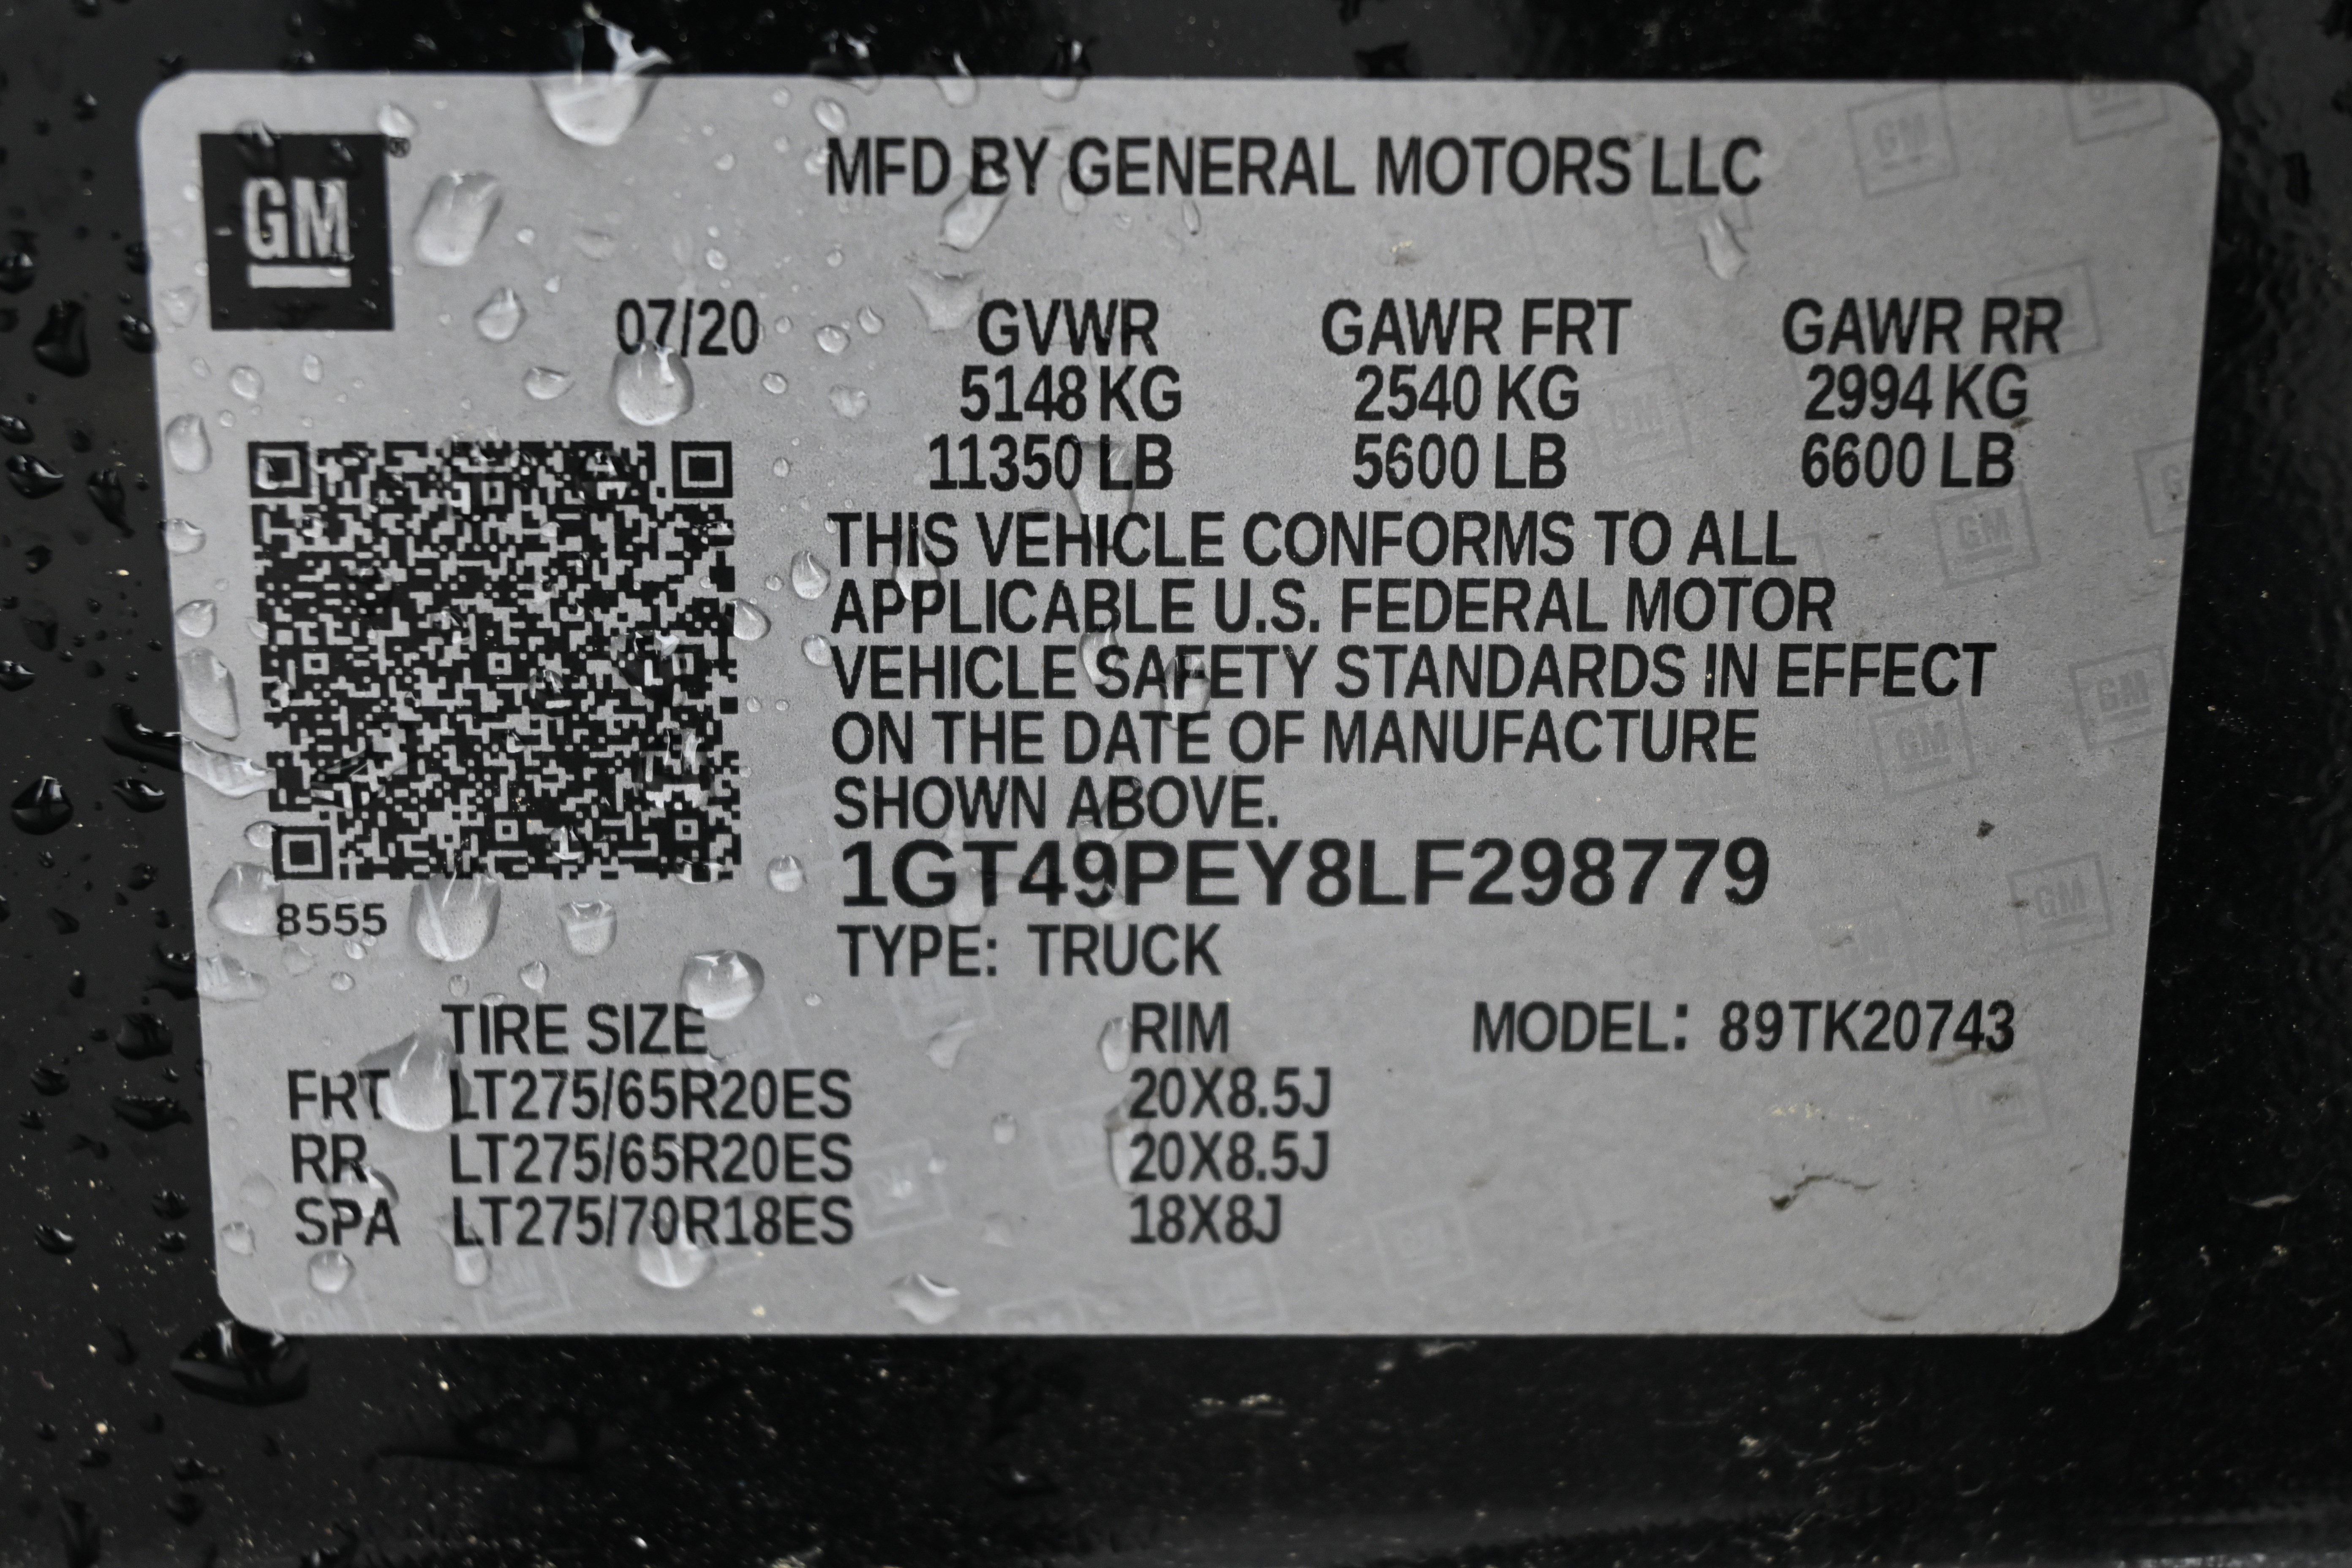 GM
MFD BY GENERAL MOTORS LLC
07/20 GVWR GAWR FRT GAWR RR
5148 KG 2540 KG 2994 KG
11350 LB 5600 LB 6600 LB
THIS VEHICLE CONFORMS TO ALL
APPLICABLE U.S. FEDERAL MOTOR
VEHICLE SAFETY STANDARDS IN EFFECT
ON THE DATE OF MANUFACTURE
SHOWN ABOVE.
1GT49PEY8LF298779
8555
TYPE: TRUCK
TIRE SIZE RIM MODEL: 89TK20743
FRT LT275/65R20ES 20X8.5J
RR LT275/65R20ES 20X8.5J
SPA LT275/70R18ES 18X8J